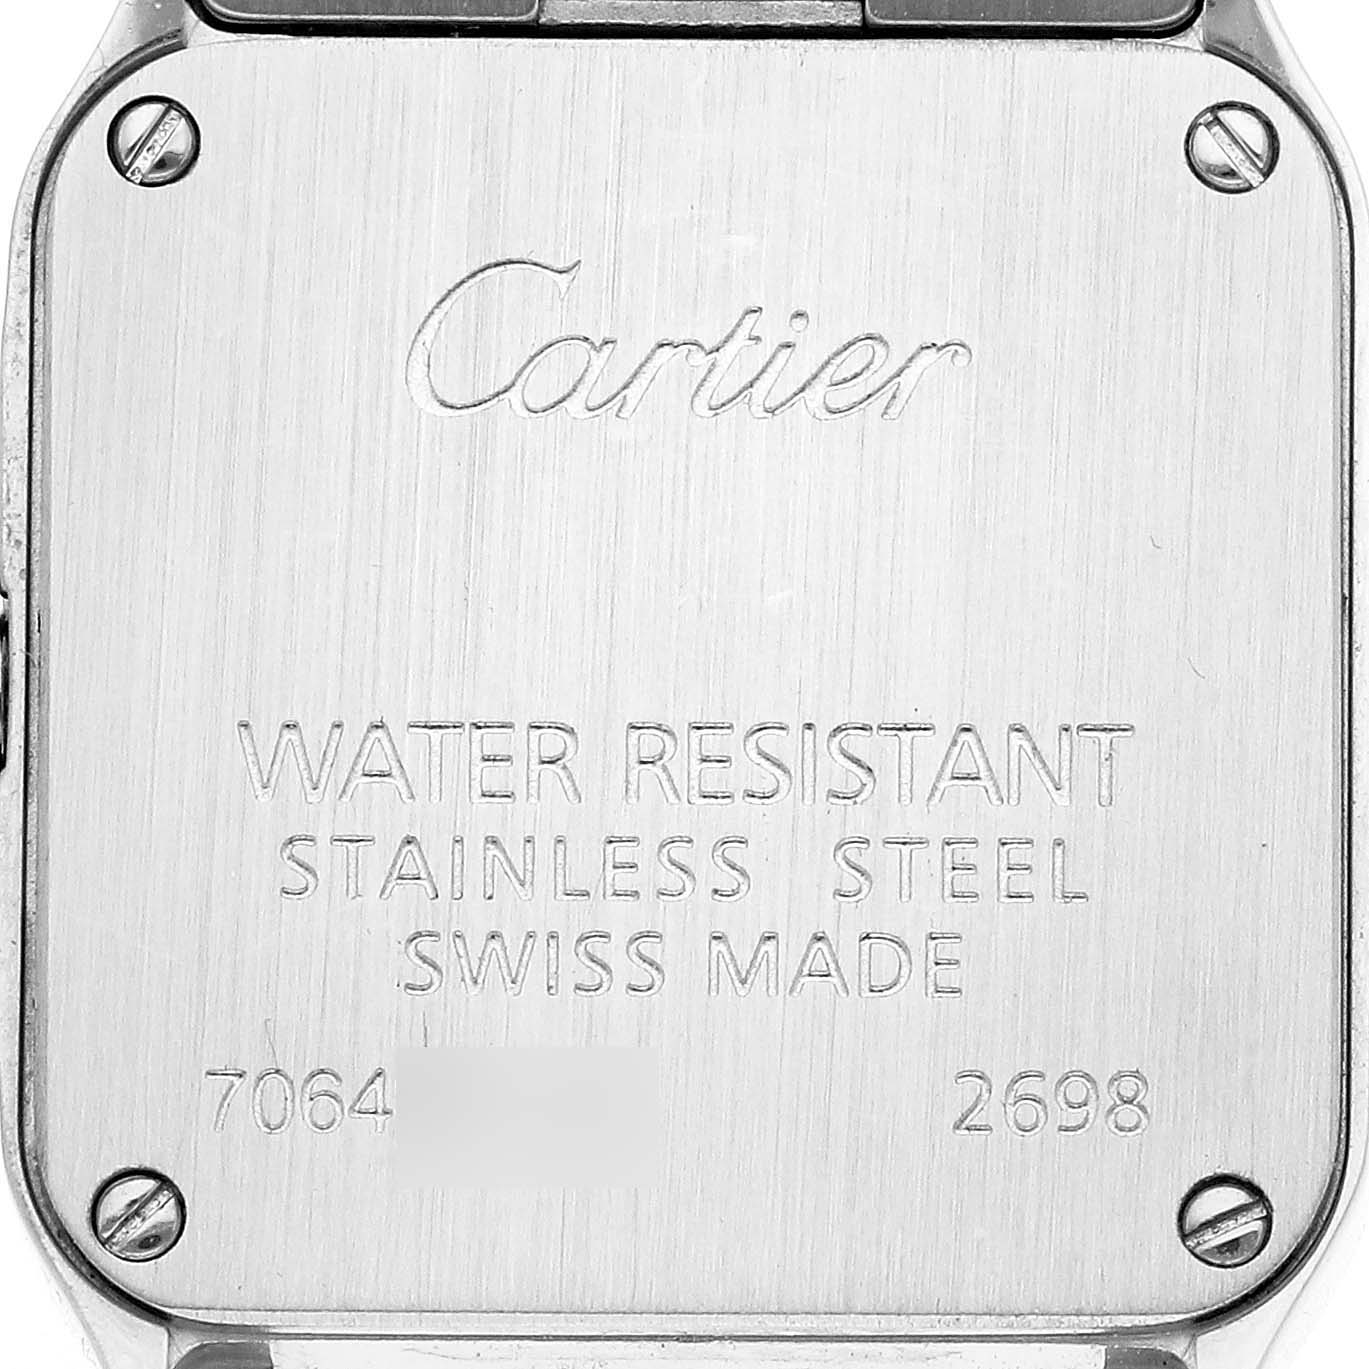 Cartier
WATER RESISTANT
STAINLESS STEEL
SWISS MADE
7064 2698